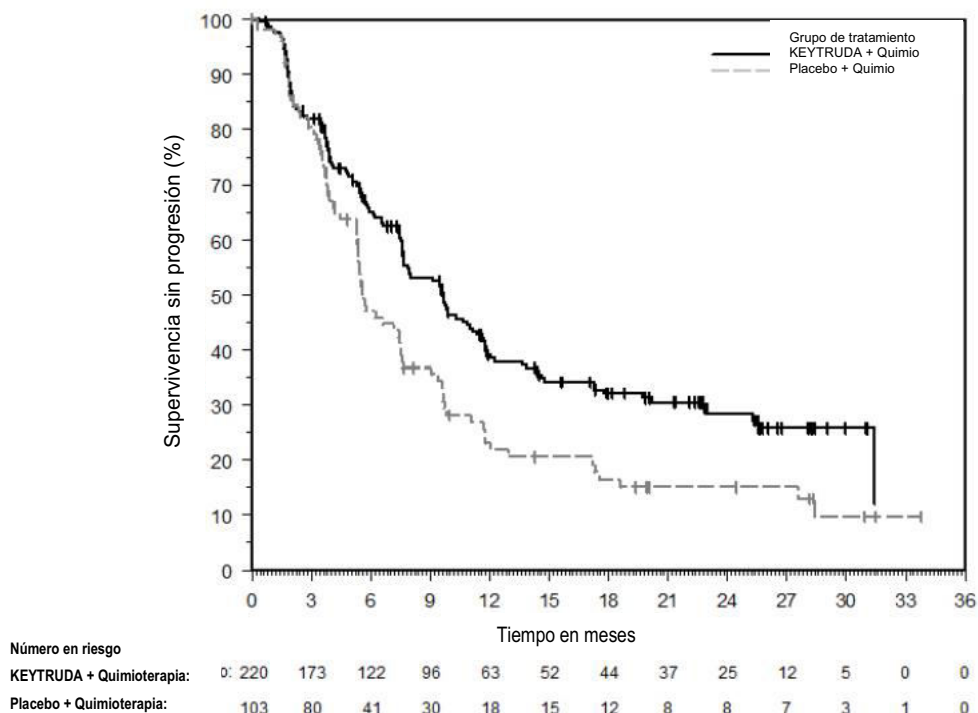 Grupo de tratamiento
KEYTRUDA + Quimio
Placebo + Quimio
Supervivencia sin progresión (%)
100
90
80
70
60
50
40
30
20
10
0
0 3 6 9 12 15 18 21 24 27 30 33 36
Tiempo en meses
Número en riesgo
KEYTRUDA + Quimioterapia: o: 220 173 122 96 63 52 44 37 25 12 5 0 0
Placebo + Quimioterapia: 103 80 41 30 18 15 12 8 8 7 3 1 0